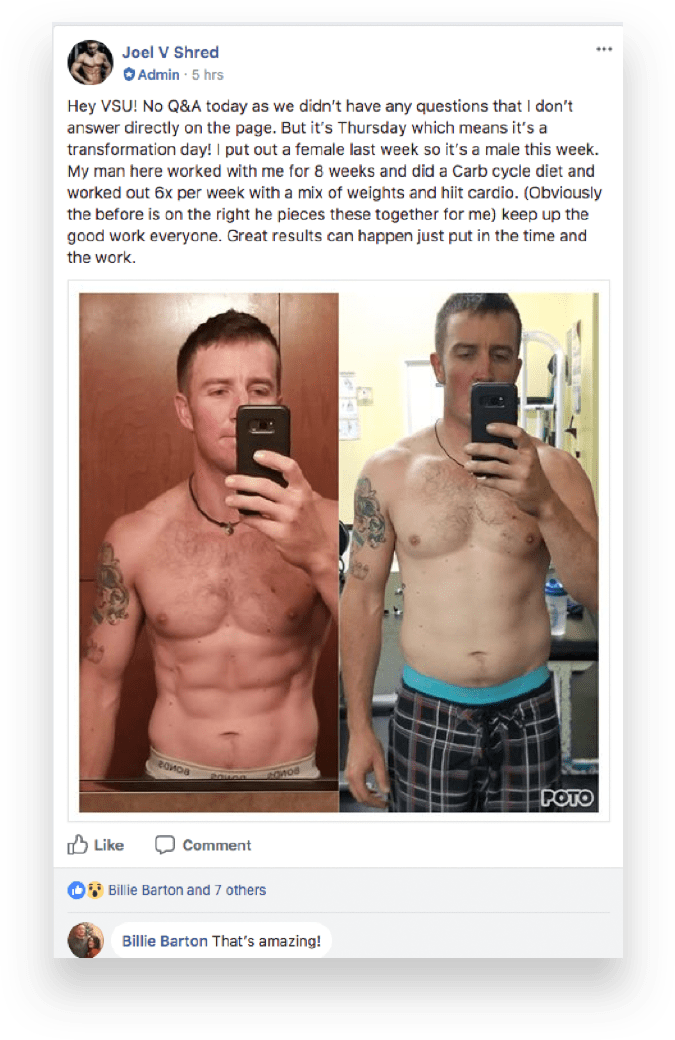 Joel V Shred
Admin · 5 hrs
Hey VSU! No Q&A today as we didn't have any questions that I don't
answer directly on the page. But it's Thursday which means it's a
transformation day! I put out a female last week so it's a male this week.
My man here worked with me for 8 weeks and did a Carb cycle diet and
worked out 6x per week with a mix of weights and hiit cardio. (Obviously
the before is on the right he pieces these together for me) keep up the
good work everyone. Great results can happen just put in the time and
the work.
BONDS BONDS BONDS
POTO
Like Comment
Billie Barton and 7 others
Billie Barton That's amazing!